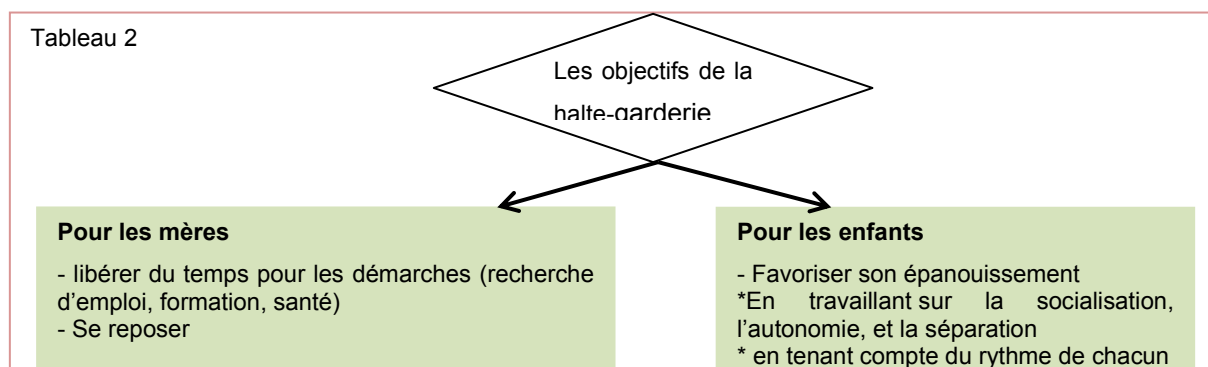 Tableau 2
Les objectifs de la
halte-garderie
Pour les mères
- libérer du temps pour les démarches (recherche
d'emploi, formation, santé)
- Se reposer
Pour les enfants
- Favoriser son épanouissement
*En travaillant sur la socialisation,
l'autonomie, et la séparation
* en tenant compte du rythme de chacun